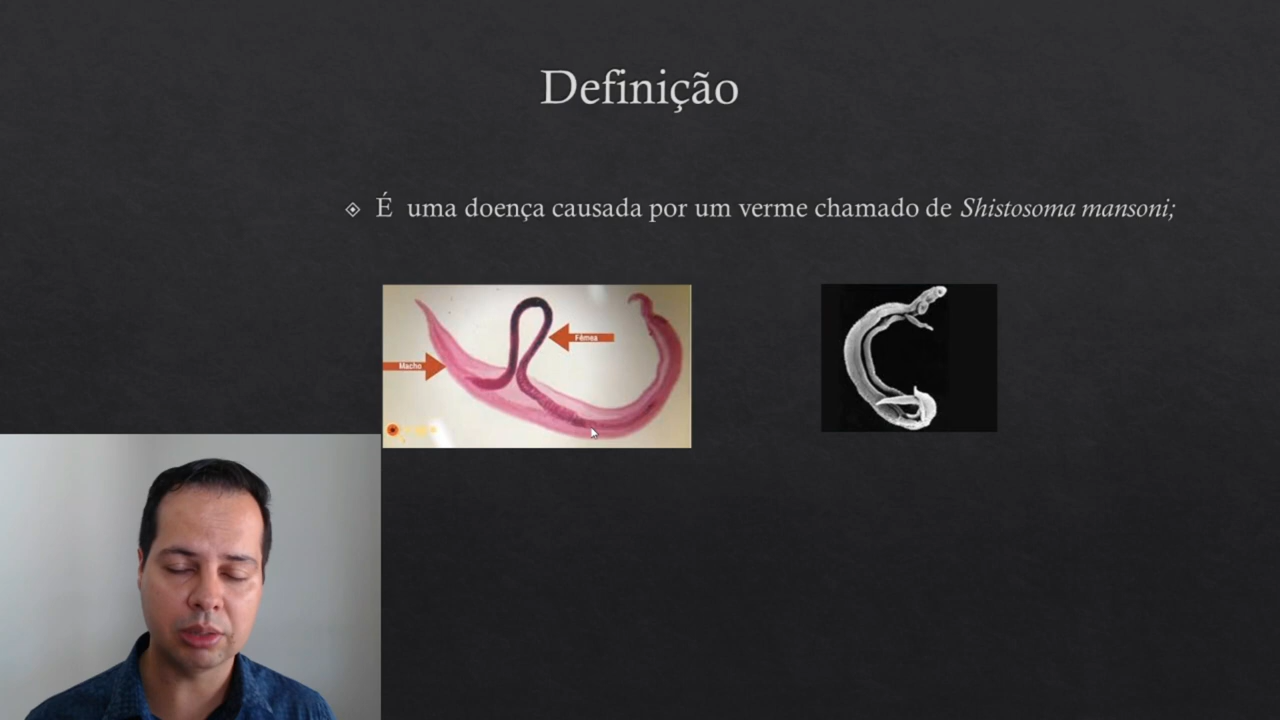 Definição
É uma doença causada por um verme chamado de Shistosoma mansoni;
Fêmea
Macho